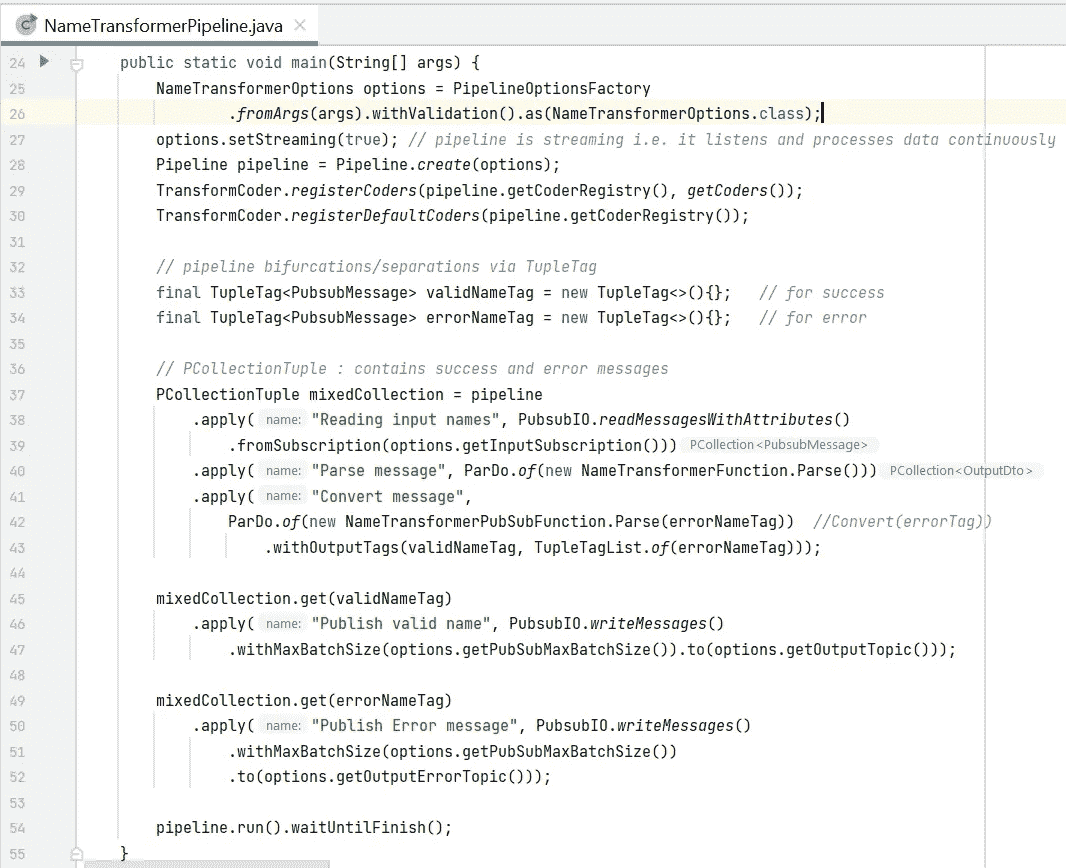 NameTransformerPipeline.java
24 public static void main(String[] args) {
25 NameTransformerOptions options = PipelineOptionsFactory
26 .fromArgs(args).withValidation().as(NameTransformerOptions.class);
27 options.setStreaming(true); // pipeline is streaming i.e. it listens and processes data continuously
28 Pipeline pipeline = Pipeline.create(options);
29 TransformCoder.registerCoders(pipeline.getCoderRegistry(), getCoders());
30 TransformCoder.registerDefaultCoders(pipeline.getCoderRegistry());
31
32 // pipeline bifurcations/separations via TupleTag
33 final TupleTag<PubsubMessage> validNameTag = new TupleTag<>(){}; // for success
34 final TupleTag<PubsubMessage> errorNameTag = new TupleTag<>(){}; // for error
35
36 // PCollectionTuple : contains success and error messages
37 PCollectionTuple mixedCollection = pipeline
38 .apply( name: "Reading input names", PubsubIO.readMessagesWithAttributes()
39 .fromSubscription(options.getInputSubscription())) PCollection<PubsubMessage>
40 .apply( name: "Parse message", ParDo.of(new NameTransformerFunction.Parse())) PCollection<OutputDto>
41 .apply( name: "Convert message",
42 ParDo.of(new NameTransformerPubSubFunction.Parse(errorNameTag)) //Convert(errorTag))
43 .withOutputTags(validNameTag, TupleTagList.of(errorNameTag)));
44
45 mixedCollection.get(validNameTag)
46 .apply( name: "Publish valid name", PubsubIO.writeMessages()
47 .withMaxBatchSize(options.getPubSubMaxBatchSize()).to(options.getOutputTopic()));
48
49 mixedCollection.get(errorNameTag)
50 .apply( name: "Publish Error message", PubsubIO.writeMessages()
51 .withMaxBatchSize(options.getPubSubMaxBatchSize())
52 .to(options.getOutputErrorTopic()));
53
54 pipeline.run().waitUntilFinish();
55 }